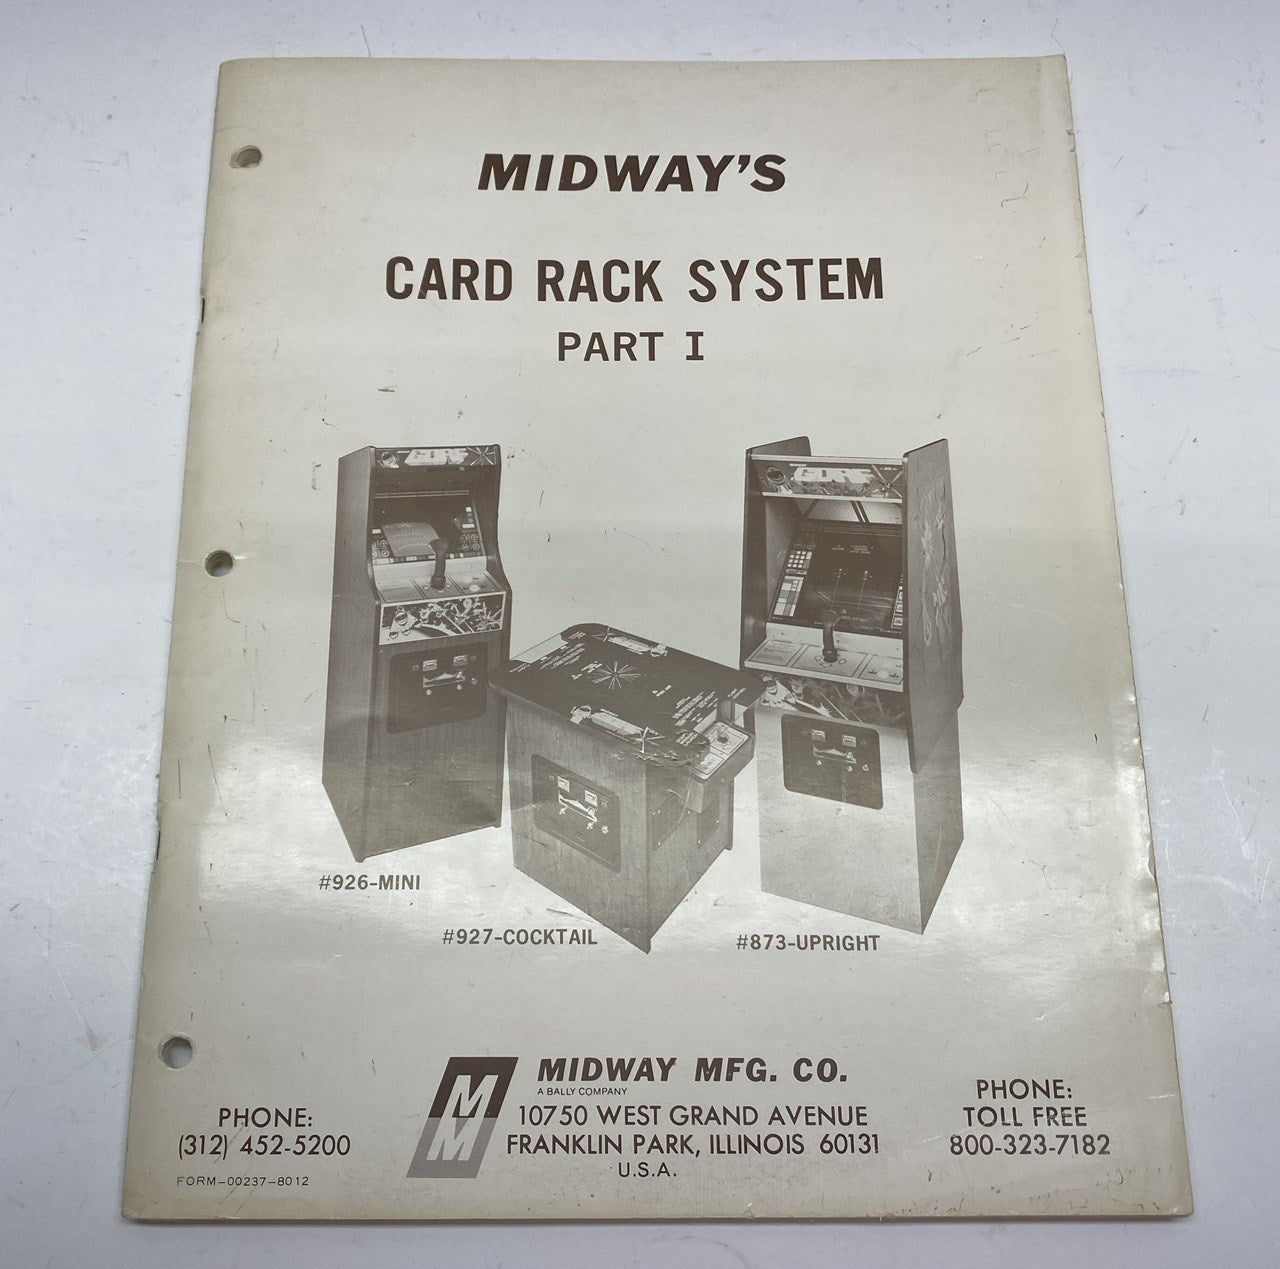 MIDWAY'S
CARD RACK SYSTEM
PART I
MIDWAY
#926-MINI
#927-COCKTAIL
#873-UPRIGHT
PHONE:
(312) 452-5200
FORM-00237-8012
M
M
MIDWAY MFG. CO.
A BALLY COMPANY
10750 WEST GRAND AVENUE
FRANKLIN PARK, ILLINOIS 60131
U.S.A.
PHONE:
TOLL FREE
800-323-7182